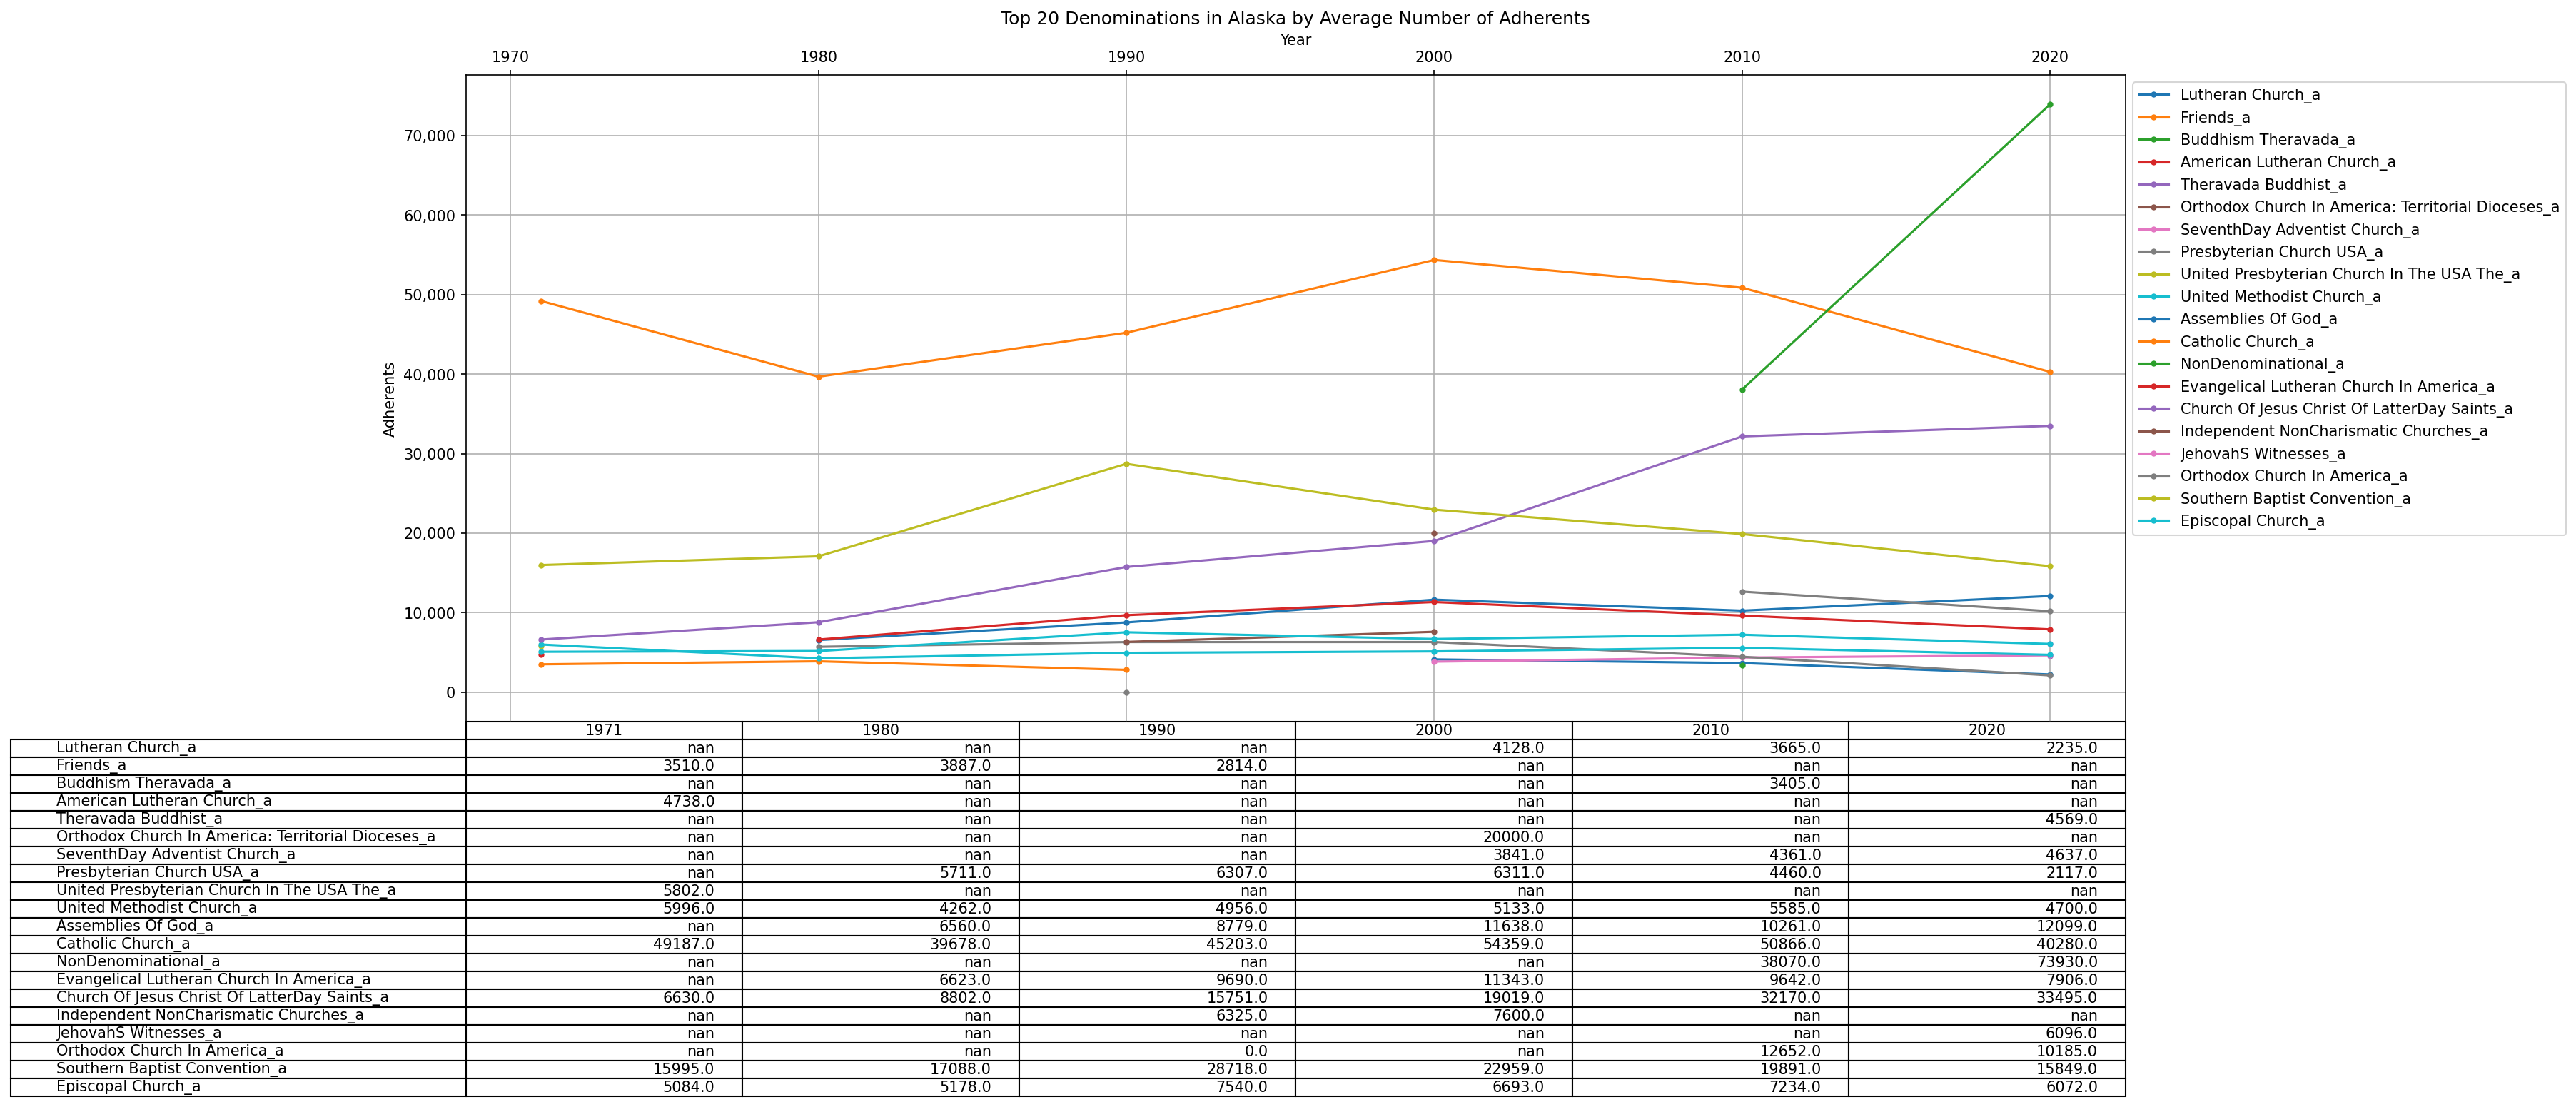 Top 20 Denominations in Alaska by Average Number of Adherents
Year
1970 1980 1990 2000 2010 2020
Adherents
70,000
60,000
50,000
40,000
30,000
20,000
10,000
0
Lutheran Church_a
Friends_a
Buddhism Theravada_a
American Lutheran Church_a
Theravada Buddhist_a
Orthodox Church In America: Territorial Dioceses_a
SeventhDay Adventist Church_a
Presbyterian Church USA_a
United Presbyterian Church In The USA The_a
United Methodist Church_a
Assemblies Of God_a
Catholic Church_a
NonDenominational_a
Evangelical Lutheran Church In America_a
Church Of Jesus Christ Of LatterDay Saints_a
Independent NonCharismatic Churches_a
JehovahS Witnesses_a
Orthodox Church In America_a
Southern Baptist Convention_a
Episcopal Church_a
1971 1980 1990 2000 2010 2020
Lutheran Church_a nan nan nan 4128.0 3665.0 2235.0
Friends_a 3510.0 3887.0 2814.0 nan nan nan
Buddhism Theravada_a nan nan nan nan 3405.0 nan
American Lutheran Church_a 4738.0 nan nan nan nan nan
Theravada Buddhist_a nan nan nan nan nan 4569.0
Orthodox Church In America: Territorial Dioceses_a nan nan nan 20000.0 nan nan
SeventhDay Adventist Church_a nan nan nan 3841.0 4361.0 4637.0
Presbyterian Church USA_a nan 5711.0 6307.0 6311.0 4460.0 2117.0
United Presbyterian Church In The USA The_a 5802.0 nan nan nan nan nan
United Methodist Church_a 5996.0 4262.0 4956.0 5133.0 5585.0 4700.0
Assemblies Of God_a nan 6560.0 8779.0 11638.0 10261.0 12099.0
Catholic Church_a 49187.0 39678.0 45203.0 54359.0 50866.0 40280.0
NonDenominational_a nan nan nan nan 38070.0 73930.0
Evangelical Lutheran Church In America_a nan 6623.0 9690.0 11343.0 9642.0 7906.0
Church Of Jesus Christ Of LatterDay Saints_a 6630.0 8802.0 15751.0 19019.0 32170.0 33495.0
Independent NonCharismatic Churches_a nan nan 6325.0 7600.0 nan nan
JehovahS Witnesses_a nan nan nan nan nan 6096.0
Orthodox Church In America_a nan nan 0.0 nan 12652.0 10185.0
Southern Baptist Convention_a 15995.0 17088.0 28718.0 22959.0 19891.0 15849.0
Episcopal Church_a 5084.0 5178.0 7540.0 6693.0 7234.0 6072.0